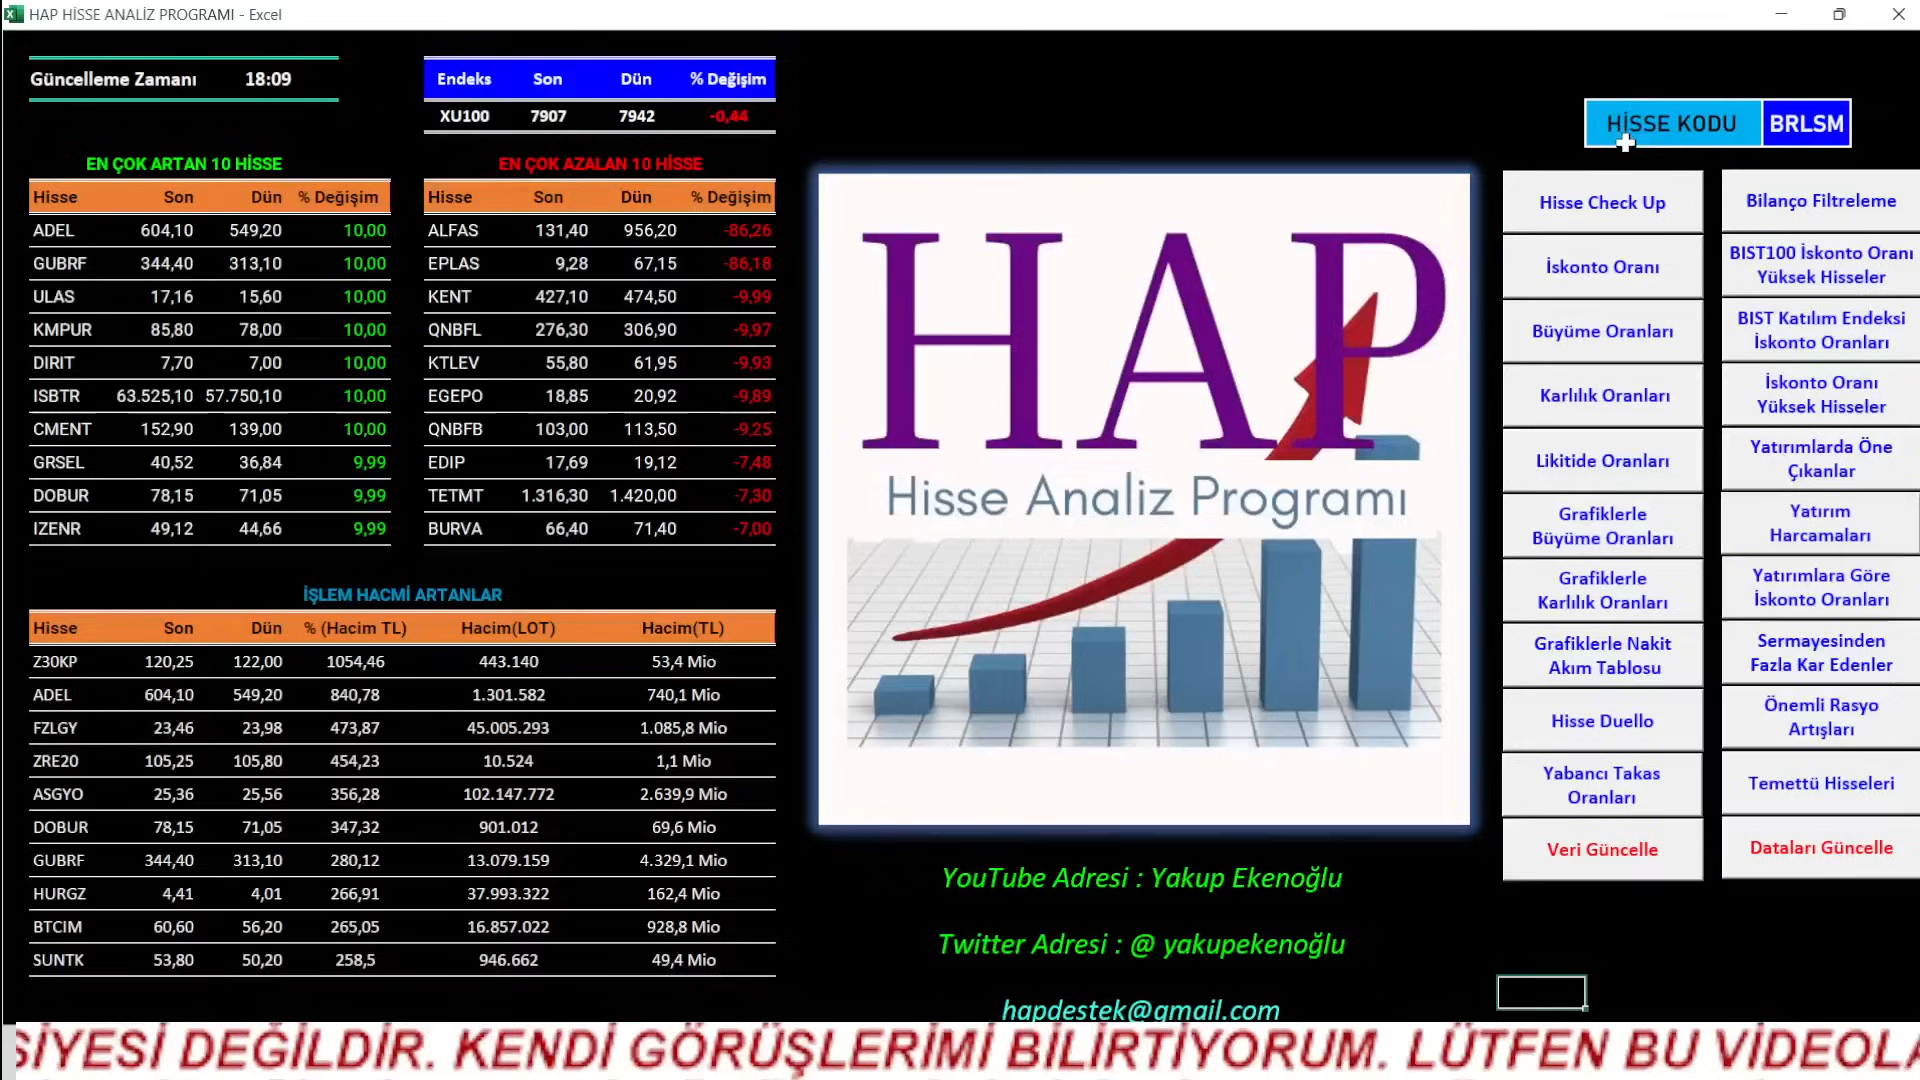 HAP HİSSE ANALİZ PROGRAMI - Excel
Güncelleme Zamanı 18:09
Endeks Son Dün % Değişim
XU100 7907 7942 -0,44
HİSSE KODU BRLSM
EN ÇOK ARTAN 10 HİSSE
Hisse Son Dün % Değişim
ADEL 604,10 549,20 10,00
GUBRF 344,40 313,10 10,00
ULAS 17,16 15,60 10,00
KMPUR 85,80 78,00 10,00
DIRIT 7,70 7,00 10,00
ISBTR 63.525,10 57.750,10 10,00
CMENT 152,90 139,00 10,00
GRSEL 40,52 36,84 9,99
DOBUR 78,15 71,05 9,99
IZENR 49,12 44,66 9,99
EN ÇOK AZALAN 10 HİSSE
Hisse Son Dün % Değişim
ALFAS 131,40 956,20 -86,26
EPLAS 9,28 67,15 -86,18
KENT 427,10 474,50 -9,99
QNBFL 276,30 306,90 -9,97
KTLEV 55,80 61,95 -9,93
EGEPO 18,85 20,92 -9,89
QNBFB 103,00 113,50 -9,25
EDIP 17,69 19,12 -7,48
TETMT 1.316,30 1.420,00 -7,30
BURVA 66,40 71,40 -7,00
İŞLEM HACMİ ARTANLAR
Hisse Son Dün % (Hacim TL) Hacim(LOT) Hacim(TL)
Z30KP 120,25 122,00 1054,46 443.140 53,4 Mio
ADEL 604,10 549,20 840,78 1.301.582 740,1 Mio
FZLGY 23,46 23,98 473,87 45.005.293 1.085,8 Mio
ZRE20 105,25 105,80 454,23 10.524 1,1 Mio
ASGYO 25,36 25,56 356,28 102.147.772 2.639,9 Mio
DOBUR 78,15 71,05 347,32 901.012 69,6 Mio
GUBRF 344,40 313,10 280,12 13.079.159 4.329,1 Mio
HURGZ 4,41 4,01 266,91 37.993.322 162,4 Mio
BTCIM 60,60 56,20 265,05 16.857.022 928,8 Mio
SUNTK 53,80 50,20 258,5 946.662 49,4 Mio
HAP
Hisse Analiz Programı
YouTube Adresi : Yakup Ekenoğlu
Twitter Adresi : @ yakupekenoğlu
hapdestek@gmail.com
Hisse Check Up
İskonto Oranı
Büyüme Oranları
Karlılık Oranları
Likitide Oranları
Grafiklerle
Büyüme Oranları
Grafiklerle
Karlılık Oranları
Grafiklerle Nakit
Akım Tablosu
Hisse Duello
Yabancı Takas
Oranları
Veri Güncelle
Bilanço Filtreleme
BIST100 İskonto Oranı
Yüksek Hisseler
BIST Katılım Endeksi
İskonto Oranları
İskonto Oranı
Yüksek Hisseler
Yatırımlarda Öne
Çıkanlar
Yatırım
Harcamaları
Yatırımlara Göre
İskonto Oranları
Sermayesinden
Fazla Kar Edenler
Önemli Rasyo
Artışları
Temettü Hisseleri
Dataları Güncelle
SİYESİ DEĞİLDİR. KENDİ GÖRÜŞLERİMİ BİLİRTİYORUM. LÜTFEN BU VİDEOLA